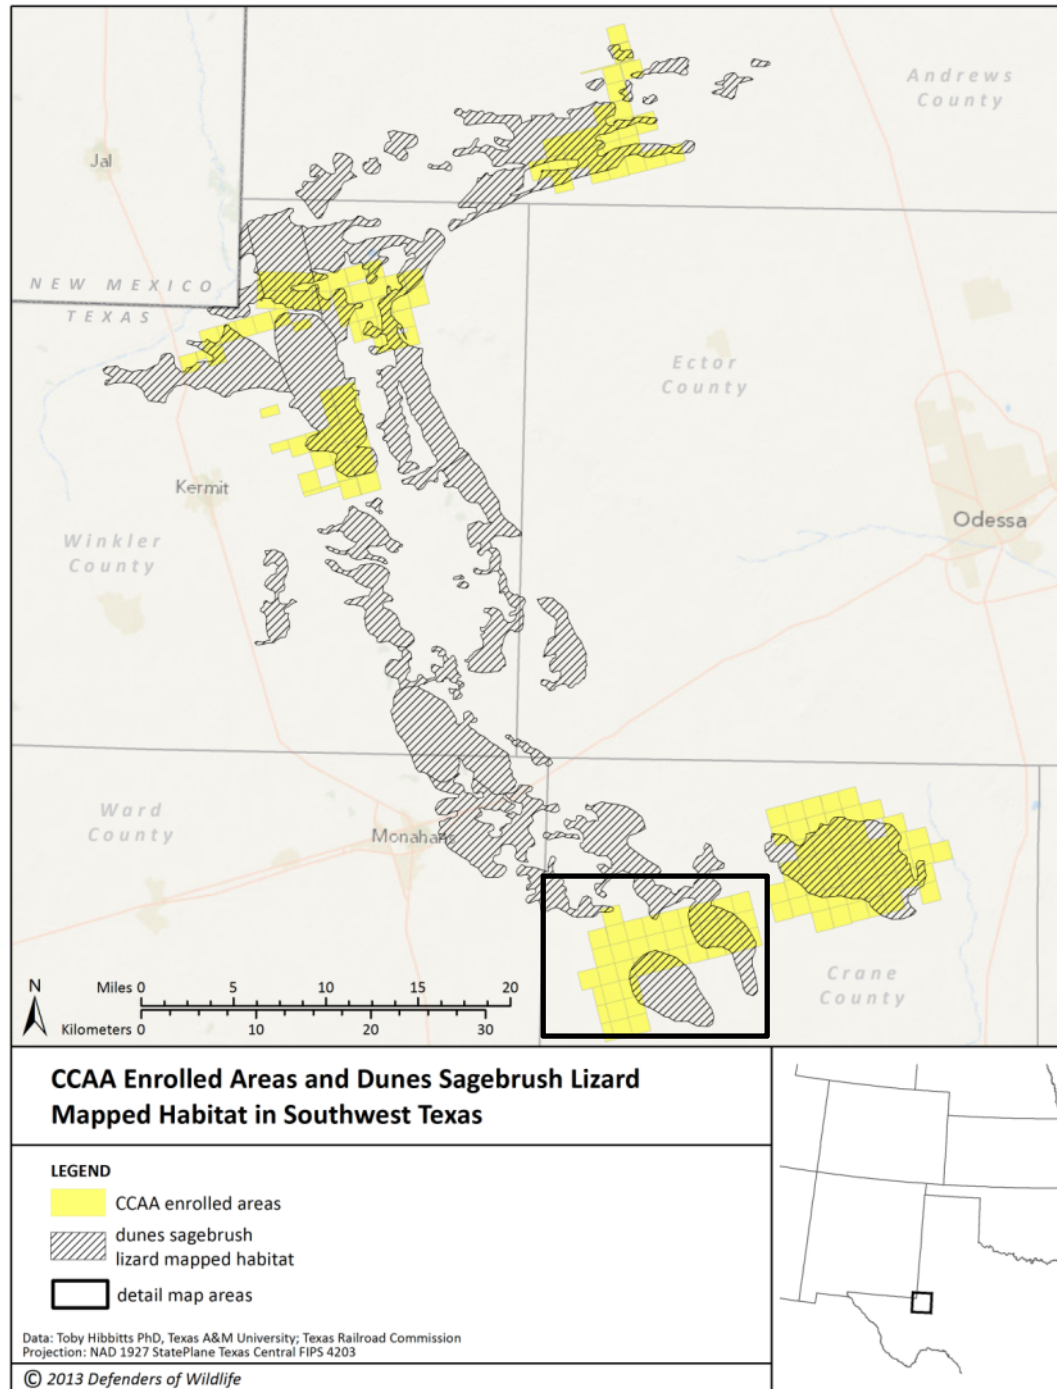 Andrews
County
Jal
NEW MEXICO
TEXAS
Ector
County
Kermit
Odessa
Winkler
County
Ward
County
Monahans
Crane
County
N
Miles 0 5 10 15 20
Kilometers 0 10 20 30
CCAA Enrolled Areas and Dunes Sagebrush Lizard
Mapped Habitat in Southwest Texas
LEGEND
CCAA enrolled areas
dunes sagebrush
lizard mapped habitat
detail map areas
Data: Toby Hibbitts PhD, Texas A&M University; Texas Railroad Commission
Projection: NAD 1927 StatePlane Texas Central FIPS 4203
© 2013 Defenders of Wildlife